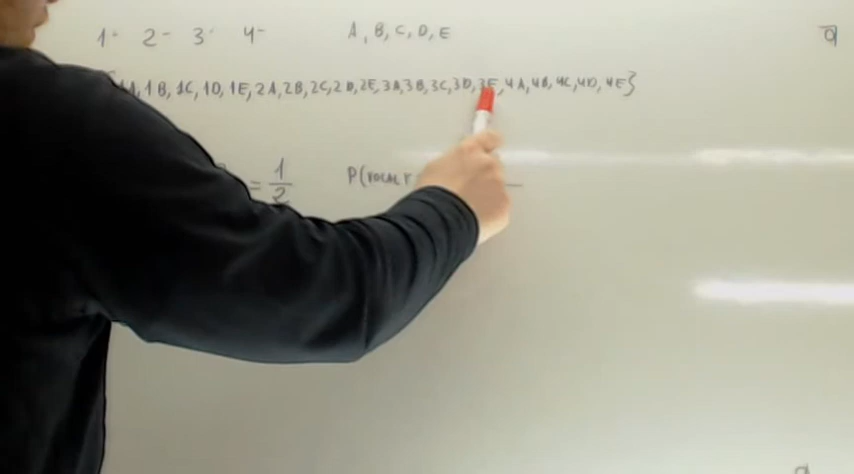 1- 2- 3- 4- A, B, C, D, E
1A, 1B, 1C, 1D, 1E, 2A, 2B, 2C, 2D, 2E, 3A, 3B, 3C, 3D, 3E, 4A, 4B, 4C, 4D, 4E}
= 1/2 P(VOCAL